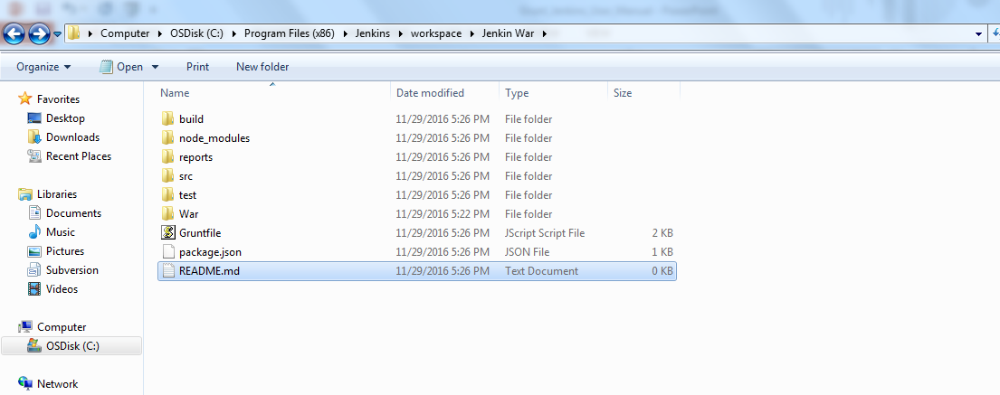 Computer OSDisk (C:) Program Files (x86) Jenkins workspace Jenkin War
Organize Open Print New folder
Favorites
Desktop
Downloads
Recent Places
Libraries
Documents
Music
Pictures
Subversion
Videos
Computer
OSDisk (C:)
Network
Name Date modified Type Size
build 11/29/2016 5:26 PM File folder
node_modules 11/29/2016 5:26 PM File folder
reports 11/29/2016 5:26 PM File folder
src 11/29/2016 5:26 PM File folder
test 11/29/2016 5:26 PM File folder
War 11/29/2016 5:22 PM File folder
Gruntfile 11/29/2016 5:26 PM JScript Script File 2 KB
package.json 11/29/2016 5:26 PM JSON File 1 KB
README.md 11/29/2016 5:26 PM Text Document 0 KB